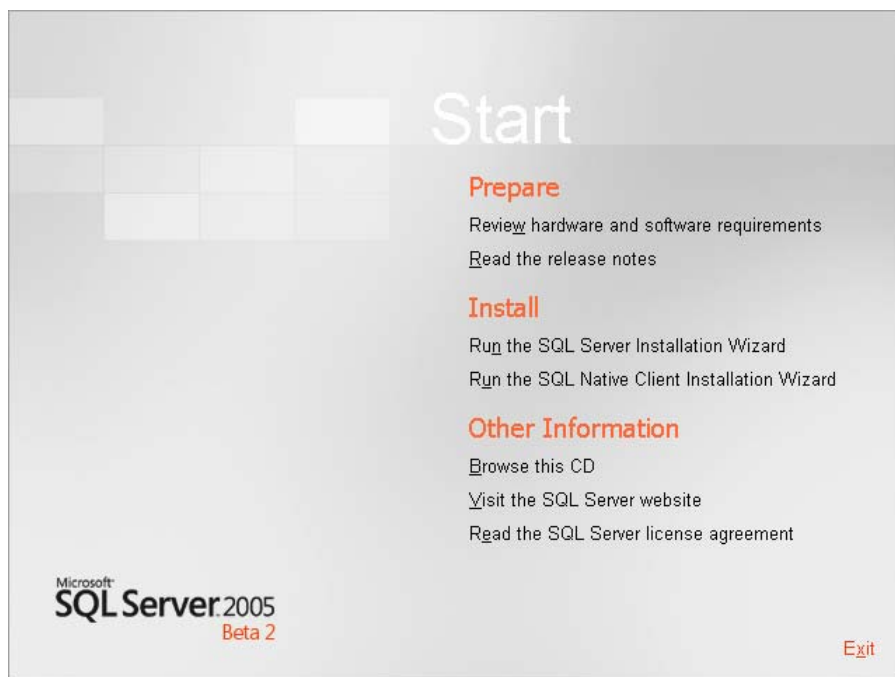 Start
Prepare
Review hardware and software requirements
Read the release notes
Install
Run the SQL Server Installation Wizard
Run the SQL Native Client Installation Wizard
Other Information
Browse this CD
Visit the SQL Server website
Read the SQL Server license agreement
Microsoft
SQL Server 2005
Beta 2
Exit